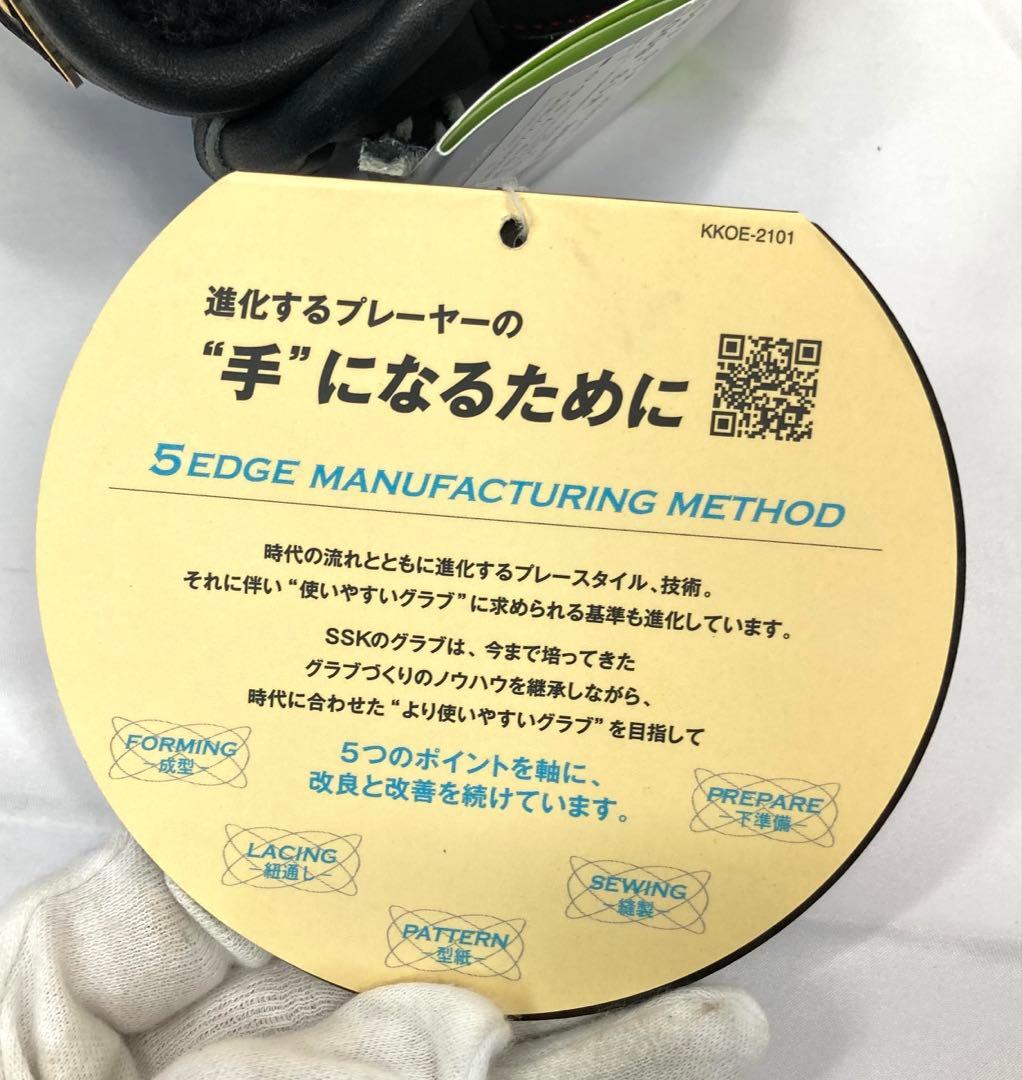 KKOE-2101
進化するプレーヤーの
“手”になるために
5 EDGE MANUFACTURING METHOD
時代の流れとともに進化するプレースタイル、技術。
それに伴い“使いやすいグラブ”に求められる基準も進化しています。
SSKのグラブは、今まで培ってきた
グラブづくりのノウハウを継承しながら、
時代に合わせた“より使いやすいグラブ”を目指して
5つのポイントを軸に、
改良と改善を続けています。
FORMING
-成型-
LACING
-紐通し-
PATTERN
-型紙-
SEWING
-縫製-
PREPARE
-下準備-